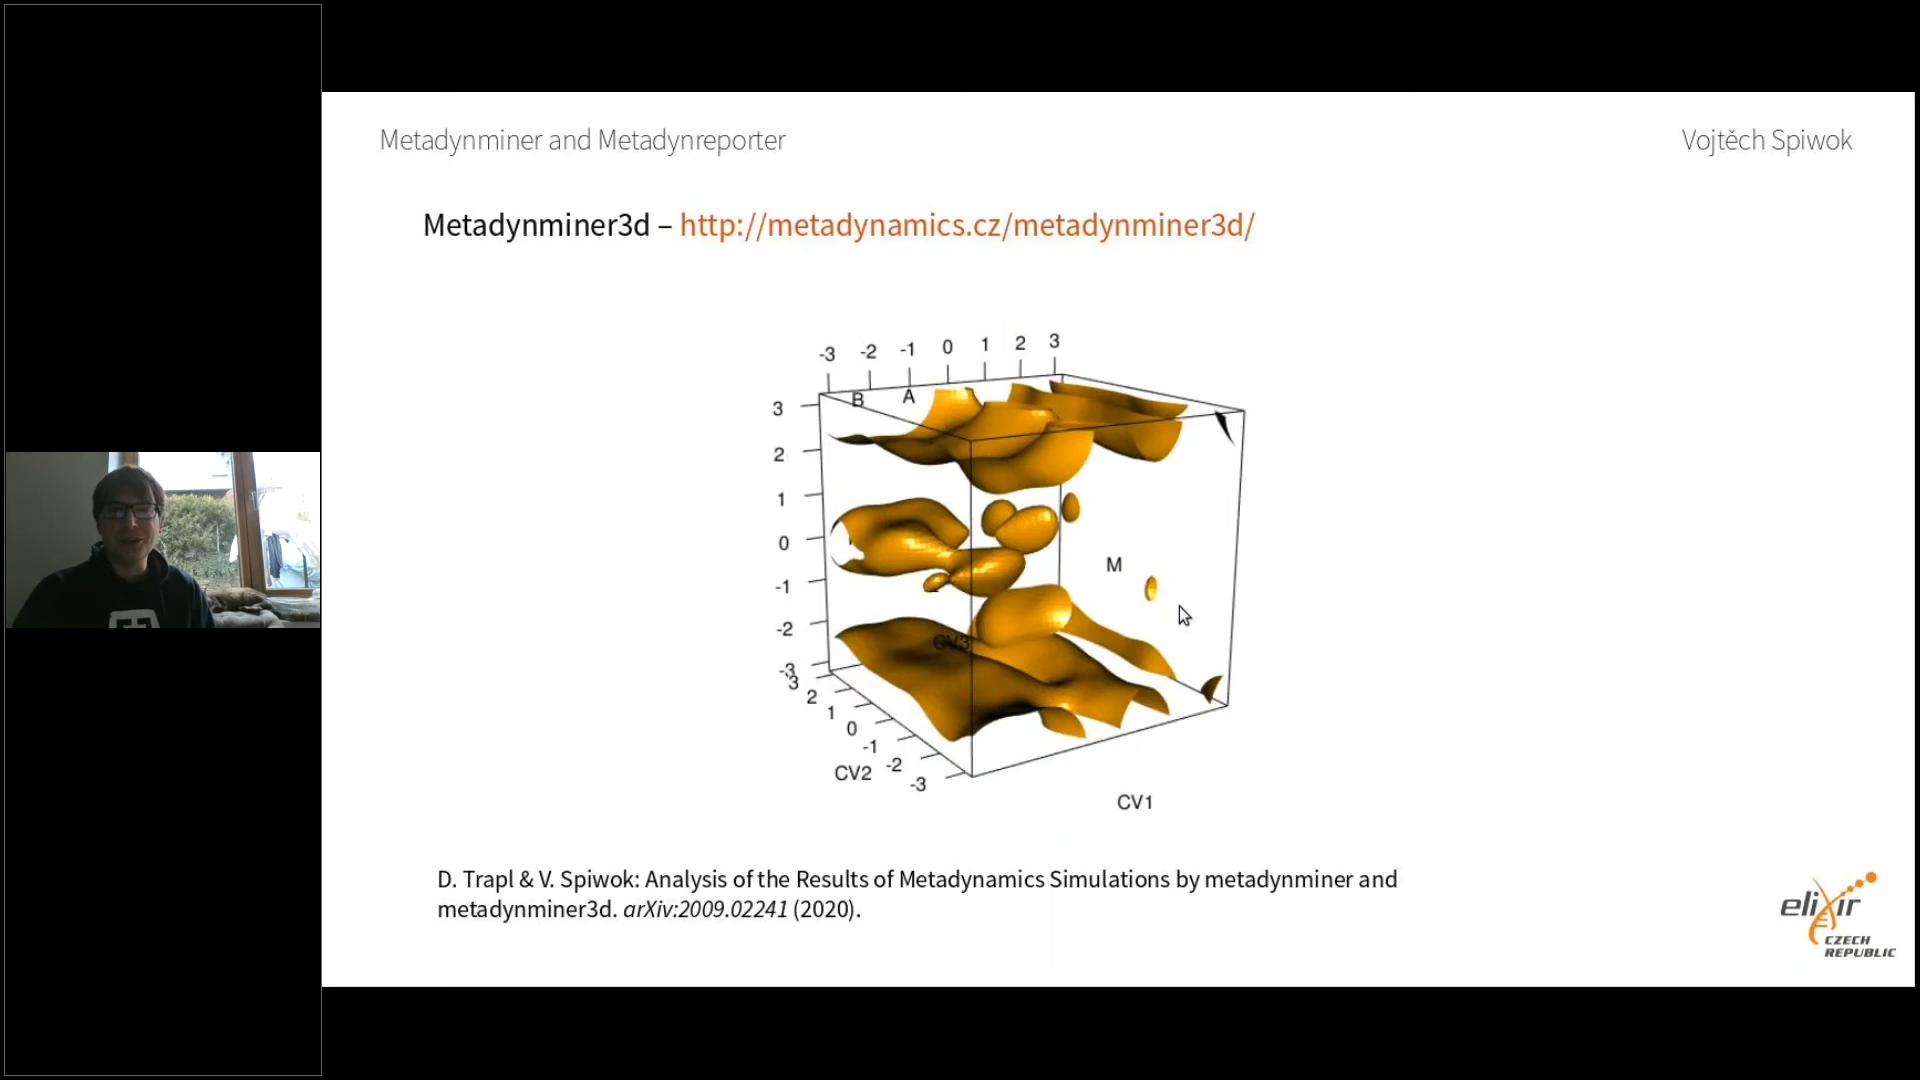 Metadynminer and Metadynreporter
Vojtěch Spiwok
Metadynminer3d – http://metadynamics.cz/metadynminer3d/
-3 -2 -1 0 1 2 3
B A
3
2
1
0
-1
-2
-3
M
CV3
3
2
1
0
-1
-2
-3
CV2
CV1
D. Trapl & V. Spiwok: Analysis of the Results of Metadynamics Simulations by metadynminer and
metadynminer3d. arXiv:2009.02241 (2020).
elixir
CZECH
REPUBLIC